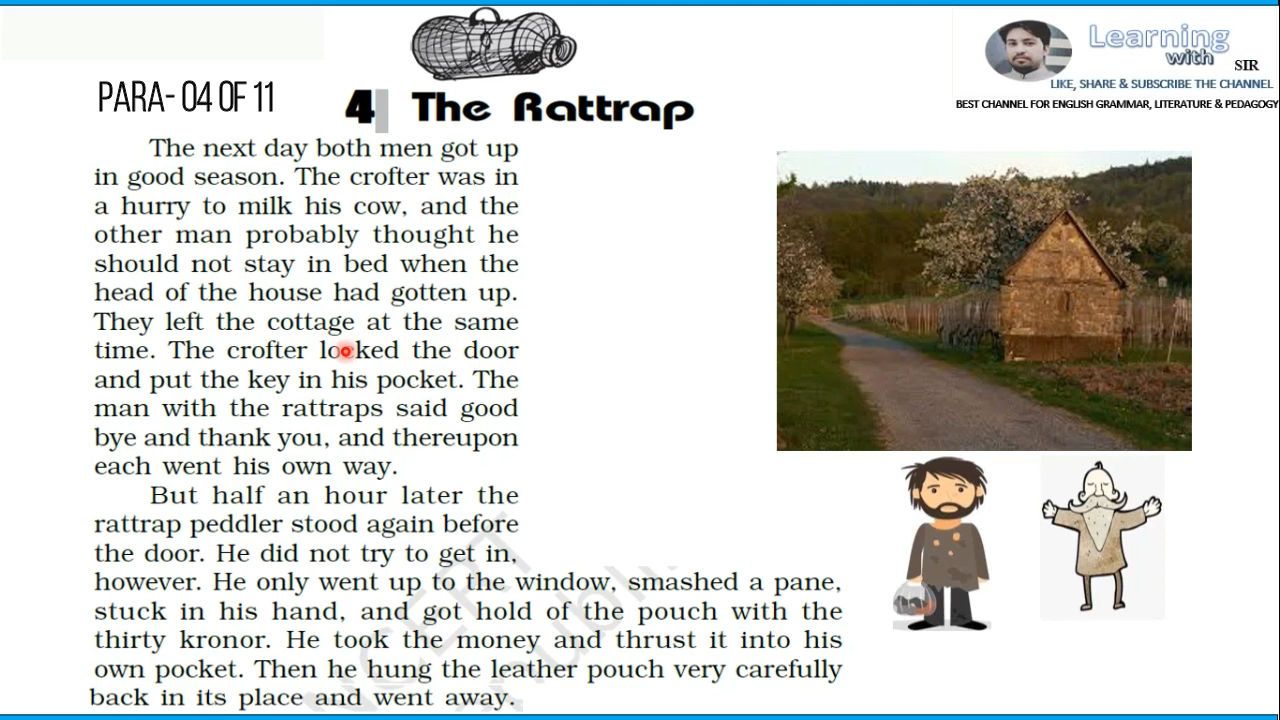 PARA- 04 OF 11
4 The Rattrap
Learning
with
SIR
LIKE, SHARE & SUBSCRIBE THE CHANNEL
BEST CHANNEL FOR ENGLISH GRAMMAR, LITERATURE & PEDAGOGY
The next day both men got up
in good season. The crofter was in
a hurry to milk his cow, and the
other man probably thought he
should not stay in bed when the
head of the house had gotten up.
They left the cottage at the same
time. The crofter locked the door
and put the key in his pocket. The
man with the rattraps said good
bye and thank you, and thereupon
each went his own way.
But half an hour later the
rattrap peddler stood again before
the door. He did not try to get in,
however. He only went up to the window, smashed a pane,
stuck in his hand, and got hold of the pouch with the
thirty kronor. He took the money and thrust it into his
own pocket. Then he hung the leather pouch very carefully
back in its place and went away.
NCERT